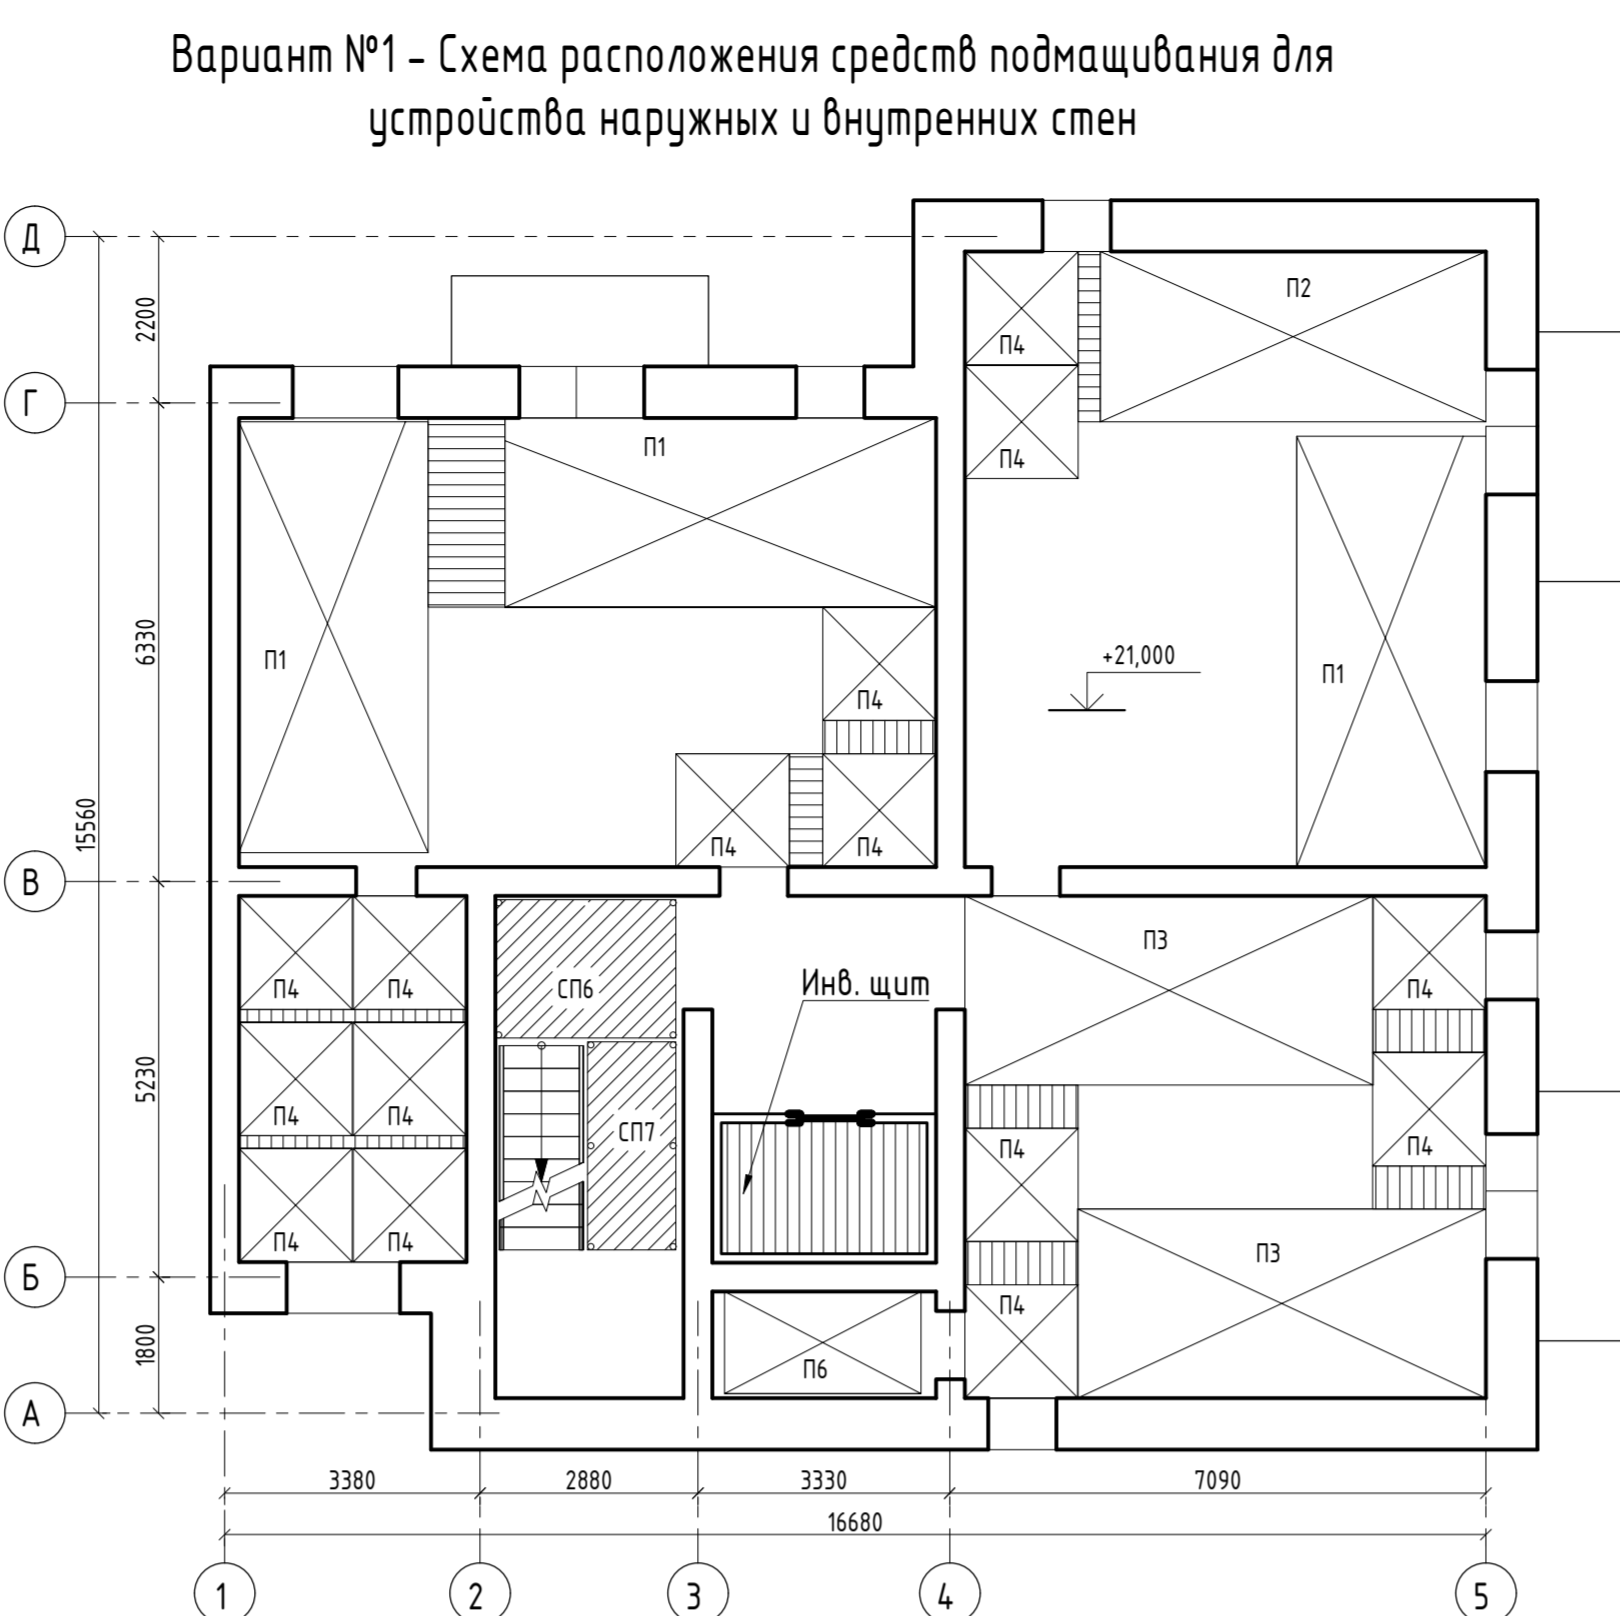 Вариант №1 - Схема расположения средств подмащивания для
устройства наружных и внутренних стен
Д
2200
П2
П4
Г
П1
П4
6330
П1
+21,000
П1
П4
15560
П4
П4
В
П3
П4
П4
СП6
Инв. щит
П4
5230
П4
П4
СП7
П4
П4
П4
П4
П3
Б
П4
1800
П6
А
3380
2880
3330
7090
16680
1
2
3
4
5